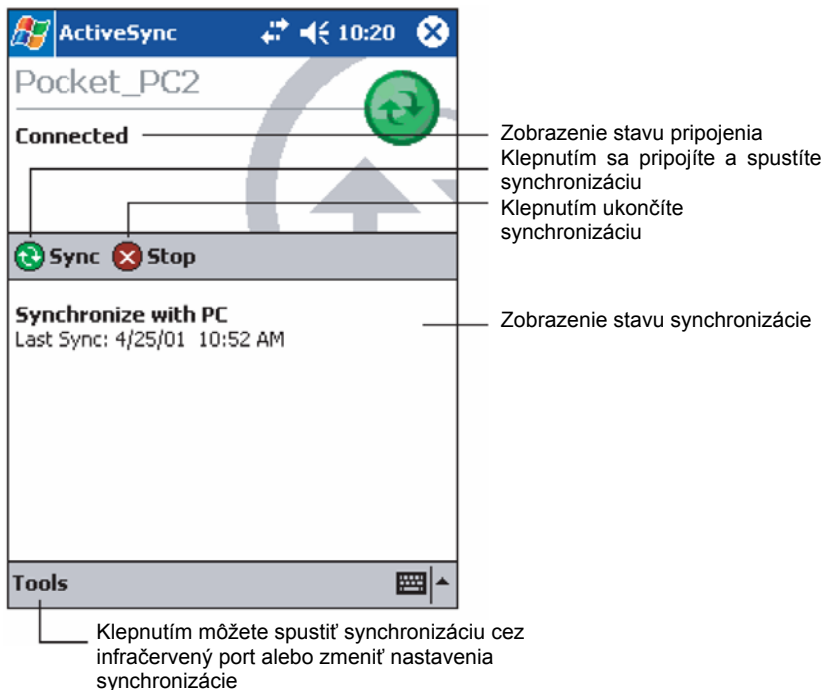 ActiveSync 10:20
Pocket_PC2
Connected
Zobrazenie stavu pripojenia
Klepnutím sa pripojíte a spustíte
synchronizáciu
Klepnutím ukončíte
synchronizáciu
Sync Stop
Synchronize with PC
Last Sync: 4/25/01 10:52 AM
Zobrazenie stavu synchronizácie
Tools
Klepnutím môžete spustiť synchronizáciu cez
infračervený port alebo zmeniť nastavenia
synchronizácie